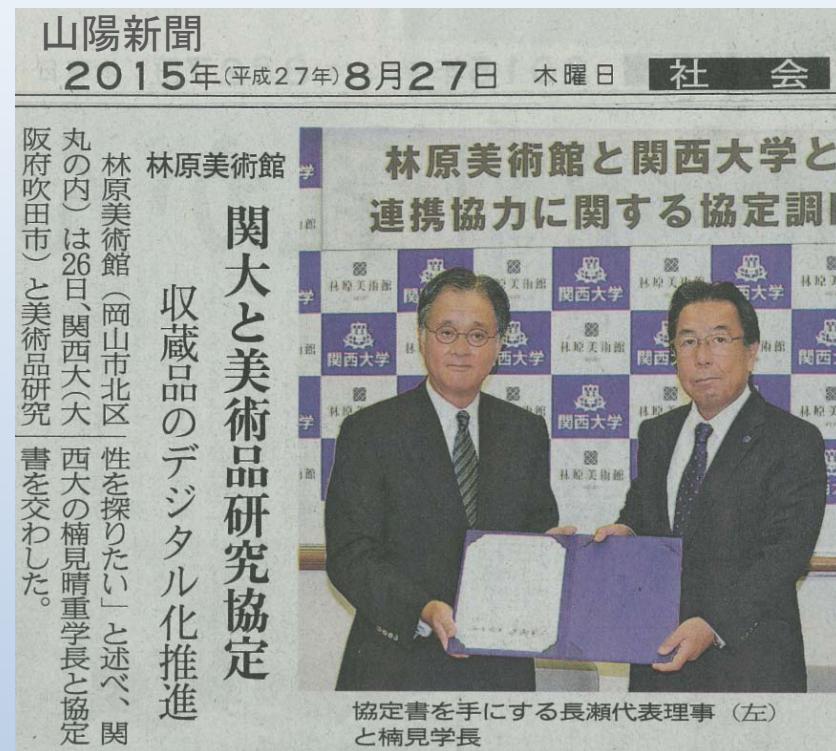 山陽新聞
2015年(平成27年)8月27日 木曜日 社会
林原美術館と関西大学と
連携協力に関する協定調
林原美術館
関大と美術品研究協定
収蔵品のデジタル化推進
林原美術館(岡山市北区
丸の内)は26日、関西大(大
阪府吹田市)と美術品研究
性を探りたい」と述べ、関
西大の楠見晴重学長と協定
書を交わした。
林原美術館
関西大学
協定書を手にする長瀬代表理事(左)
と楠見学長